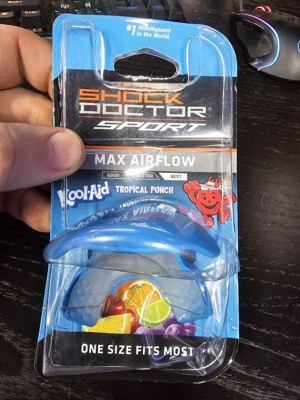 #1 Mouthguard
in the World
SHOCK
DOCTOR
SPORT
MAX AIRFLOW
GOOD BETTER BEST
Kool-Aid TROPICAL PUNCH
ONE SIZE FITS MOST